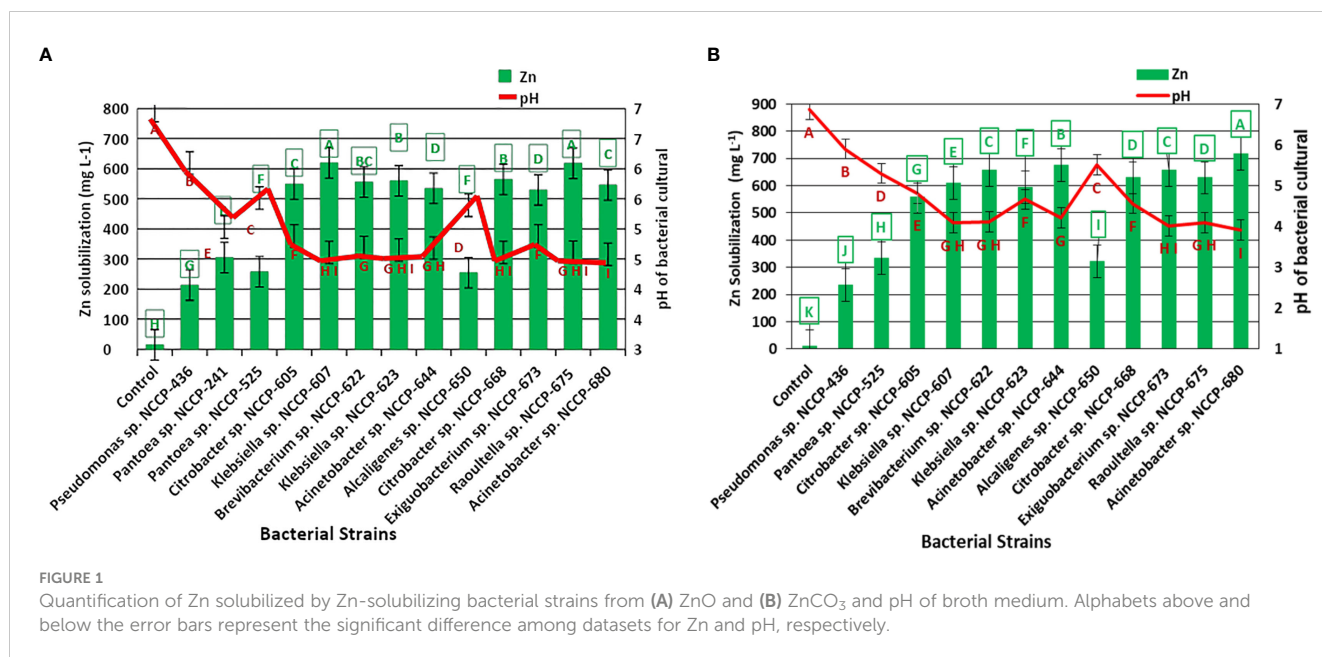 A
Zn
pH
800
700
600
500
400
300
200
100
0
Zn solubilization (mg L-1)
7
7
6
6
5
5
4
4
3
pH of bacterial cultural
H
G
F
C
A
BC
B
D
F
B
D
A
C
A
B
E
C
F
H I
G
G H I
G H
D
H I
F
G H I
I
Control
Pseudomonas sp. NCCP-436
Pantoea sp. NCCP-241
Pantoea sp. NCCP-525
Citrobacter sp. NCCP-605
Klebsiella sp. NCCP-607
Brevibacterium sp. NCCP-622
Klebsiella sp. NCCP-623
Acinetobacter sp. NCCP-644
Alcaligenes sp. NCCP-650
Citrobacter sp. NCCP-668
Exiguobacterium sp. NCCP-673
Raoultella sp. NCCP-675
Acinetobacter sp. NCCP-680
Bacterial Strains
B
Zn
pH
900
800
700
600
500
400
300
200
100
0
Zn Solubilization (mg L-1)
7
6
5
4
3
2
1
pH of bacterial cultural
K
J
H
G
E
C
F
B
I
D
C
D
A
A
B
D
E
G H
G H
F
G
C
F
H I
G H
I
Control
Pseudomonas sp. NCCP-436
Pantoea sp. NCCP-525
Citrobacter sp. NCCP-605
Klebsiella sp. NCCP-607
Brevibacterium sp. NCCP-622
Klebsiella sp. NCCP-623
Acinetobacter sp. NCCP-644
Alcaligenes sp. NCCP-650
Citrobacter sp. NCCP-668
Exiguobacterium sp. NCCP-673
Raoultella sp. NCCP-675
Acinetobacter sp. NCCP-680
Bacterial Strains
FIGURE 1
Quantification of Zn solubilized by Zn-solubilizing bacterial strains from (A) ZnO and (B) ZnCO₃ and pH of broth medium. Alphabets above and
below the error bars represent the significant difference among datasets for Zn and pH, respectively.